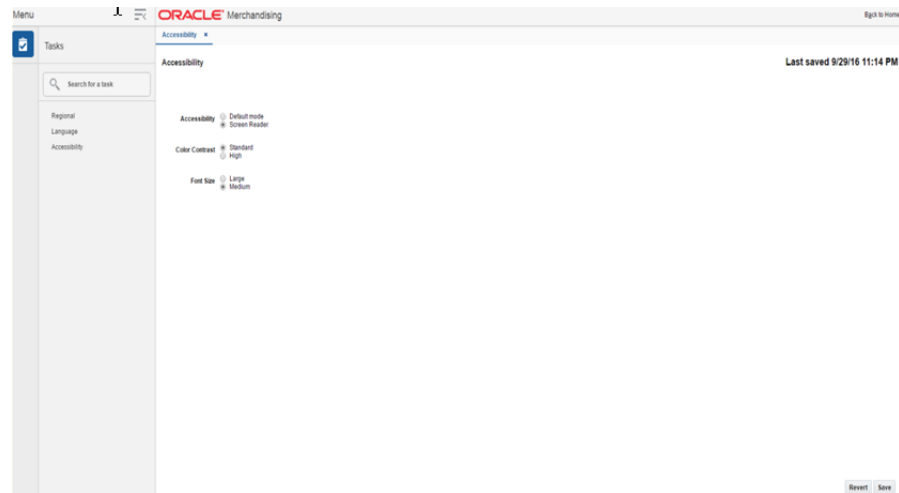 Menu
ORACLE Merchandising
Back to Home
Tasks
Search for a task
Regional
Language
Accessibility
Accessibility ×
Accessibility
Last saved 9/29/16 11:14 PM
Accessibility Default mode
Screen Reader
Color Contrast Standard
High
Font Size Large
Medium
Revert Save